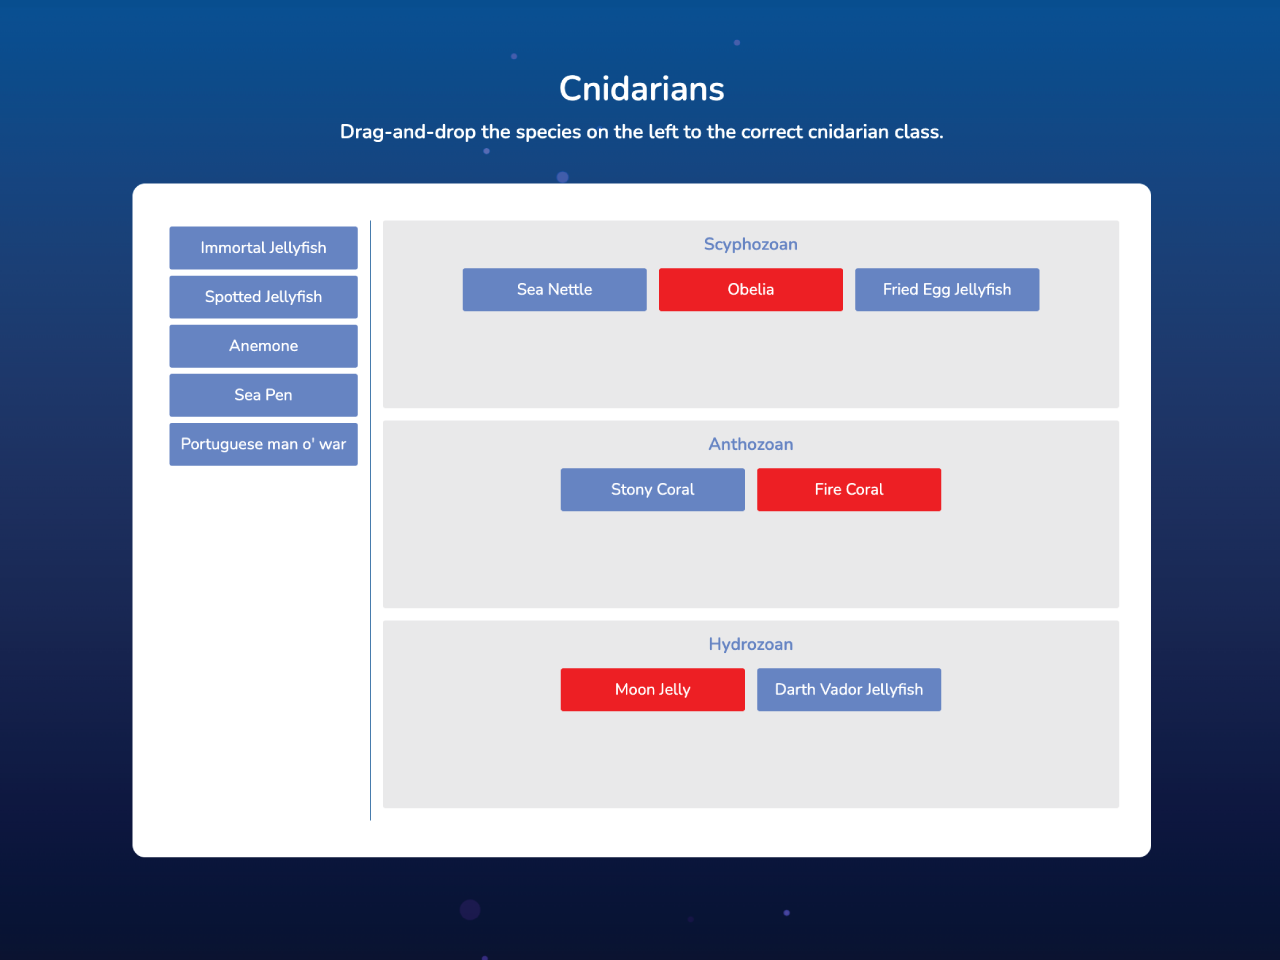 Cnidarians
Drag-and-drop the species on the left to the correct cnidarian class.
Immortal Jellyfish
Spotted Jellyfish
Anemone
Sea Pen
Portuguese man o' war
Scyphozoan
Sea Nettle
Obelia
Fried Egg Jellyfish
Anthozoan
Stony Coral
Fire Coral
Hydrozoan
Moon Jelly
Darth Vador Jellyfish